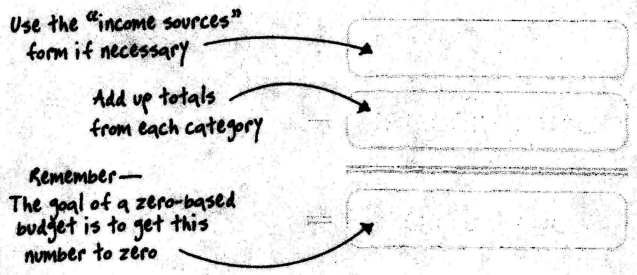 Use the “income sources”
form if necessary
Add up totals
from each category
Remember—
The goal of a zero-based
budget is to get this
number to zero